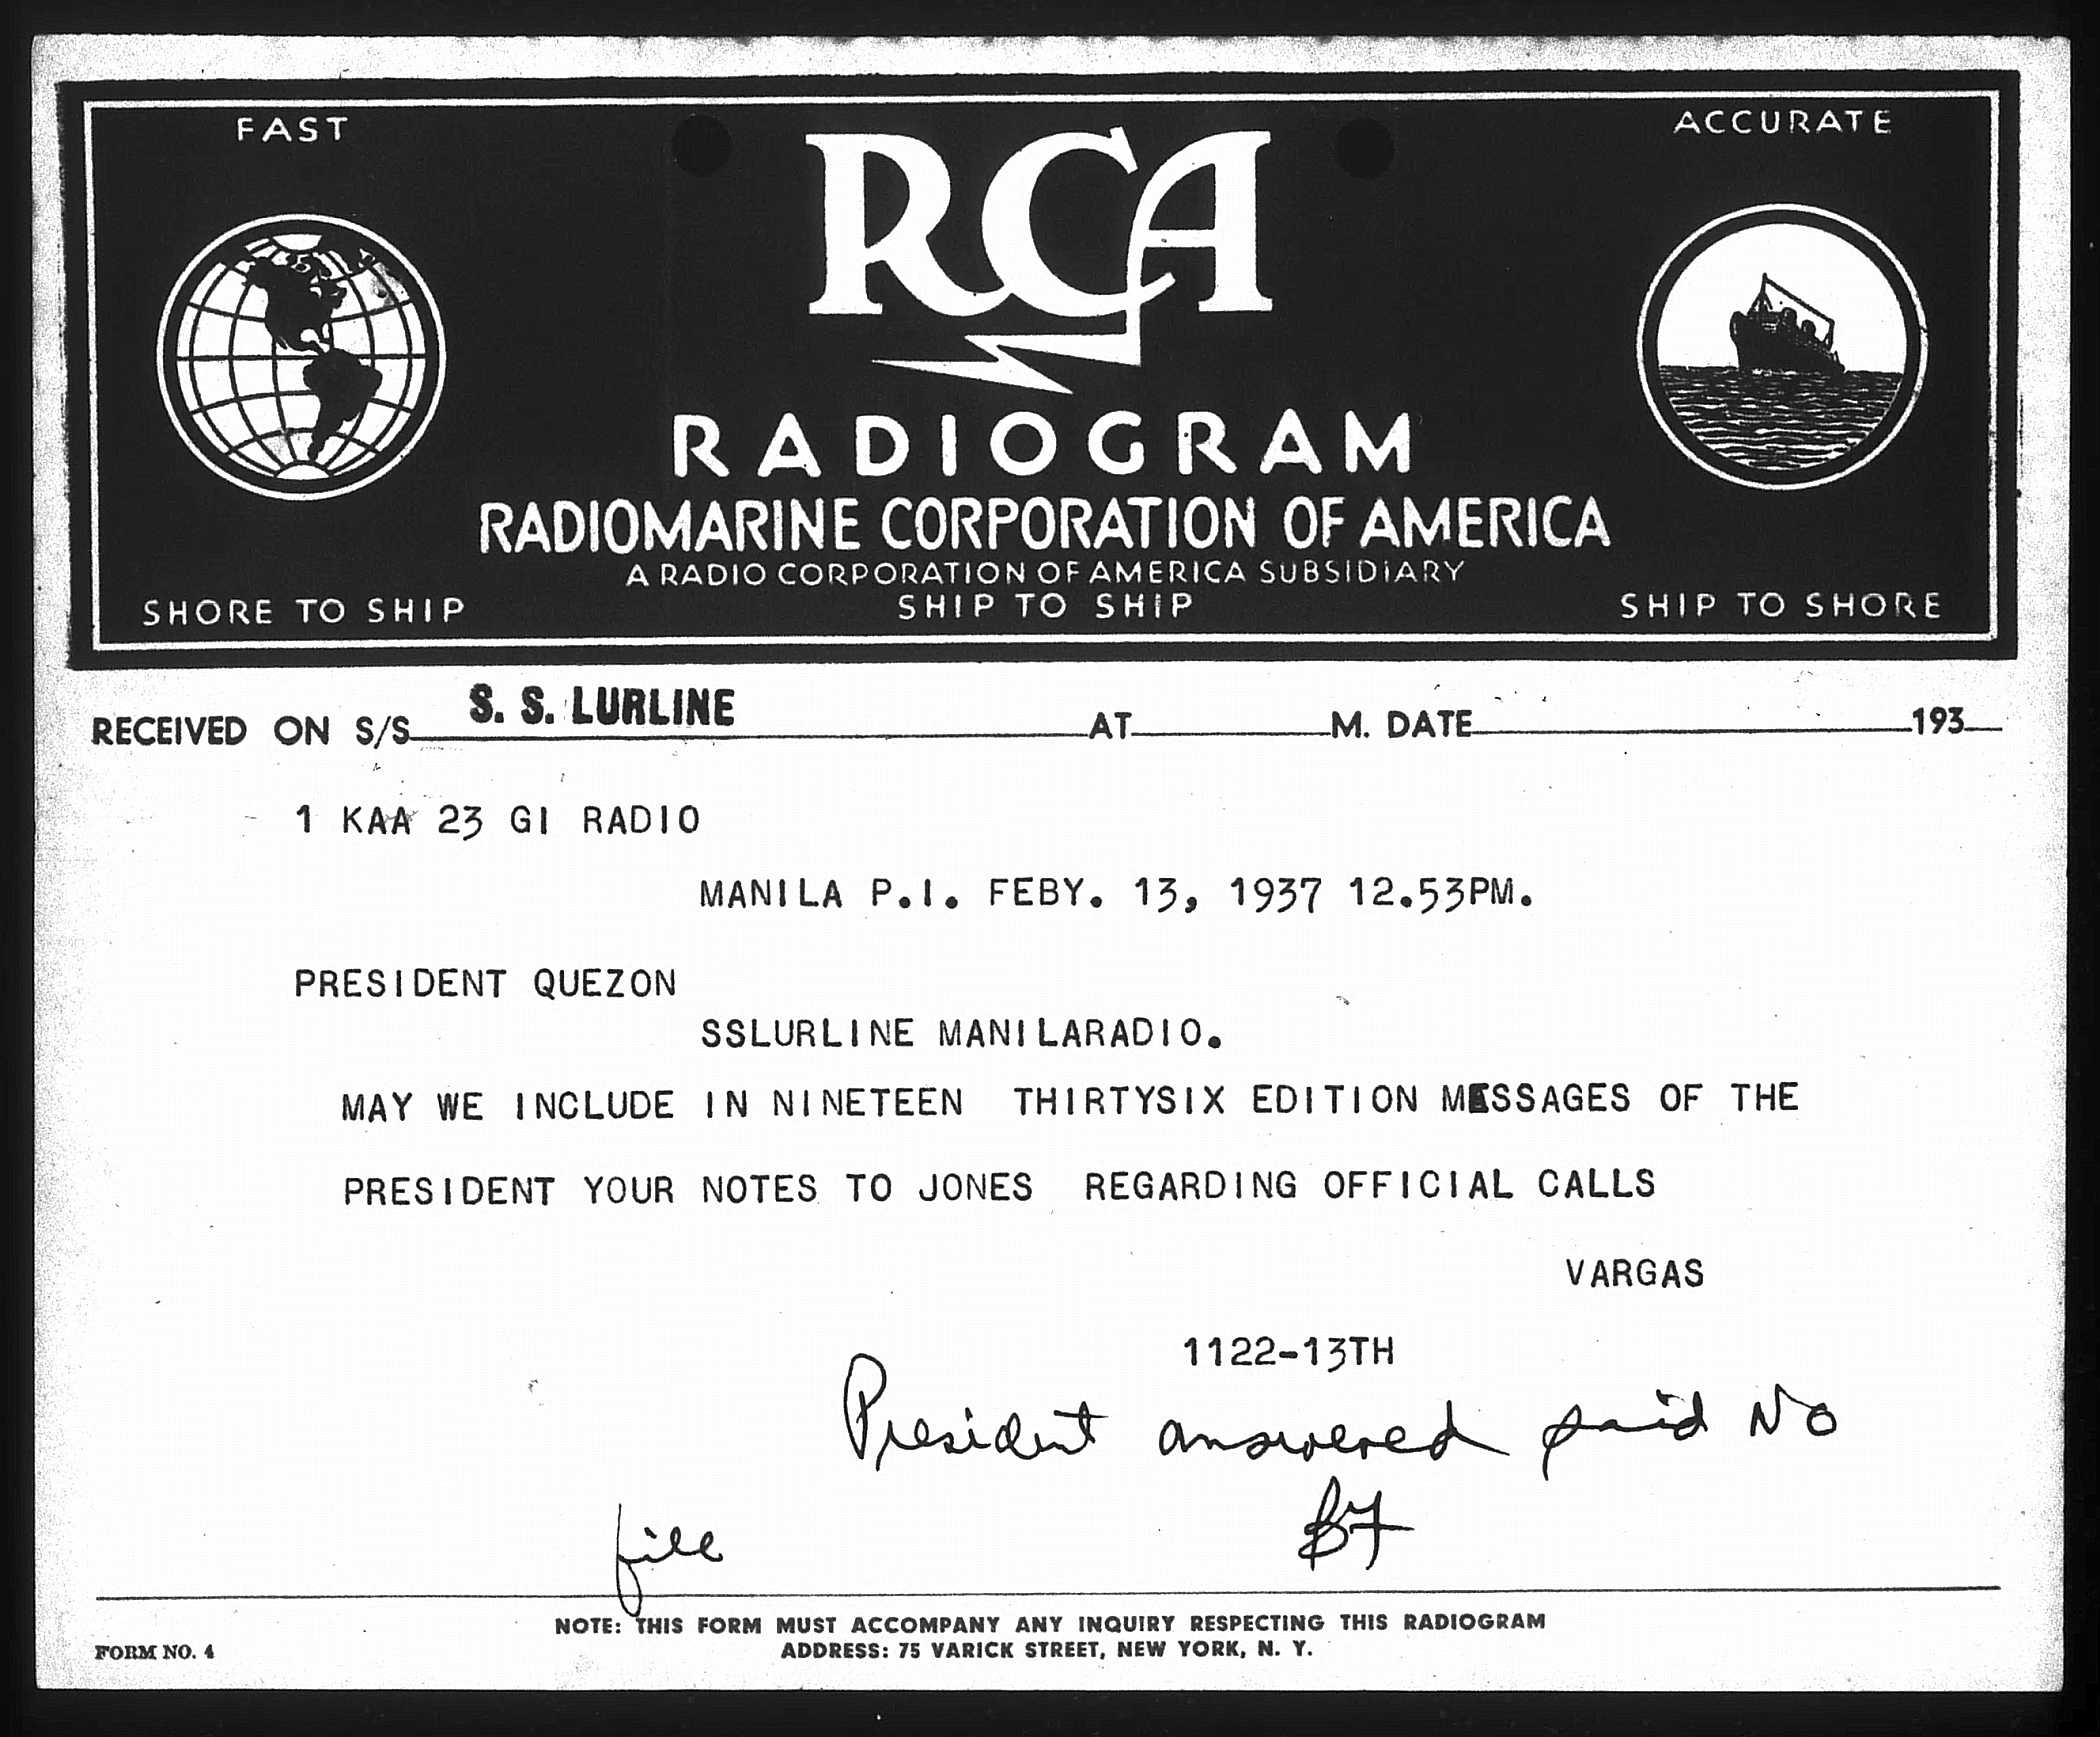 FAST
ACCURATE
RCA
RADIOGRAM
RADIOMARINE CORPORATION OF AMERICA
A RADIO CORPORATION OF AMERICA SUBSIDIARY
SHORE TO SHIP SHIP TO SHIP SHIP TO SHORE
RECEIVED ON S/S S. S. LURLINE AT M. DATE 193
1 KAA 23 GI RADIO
MANILA P.I. FEBY. 13, 1937 12.53PM.
PRESIDENT QUEZON
SSLURLINE MANILARADIO.
MAY WE INCLUDE IN NINETEEN THIRTYSIX EDITION MESSAGES OF THE
PRESIDENT YOUR NOTES TO JONES REGARDING OFFICIAL CALLS
VARGAS
1122-13TH
President answered said No
file
NOTE: THIS FORM MUST ACCOMPANY ANY INQUIRY RESPECTING THIS RADIOGRAM
FORM NO. 4 ADDRESS: 75 VARICK STREET, NEW YORK, N. Y.